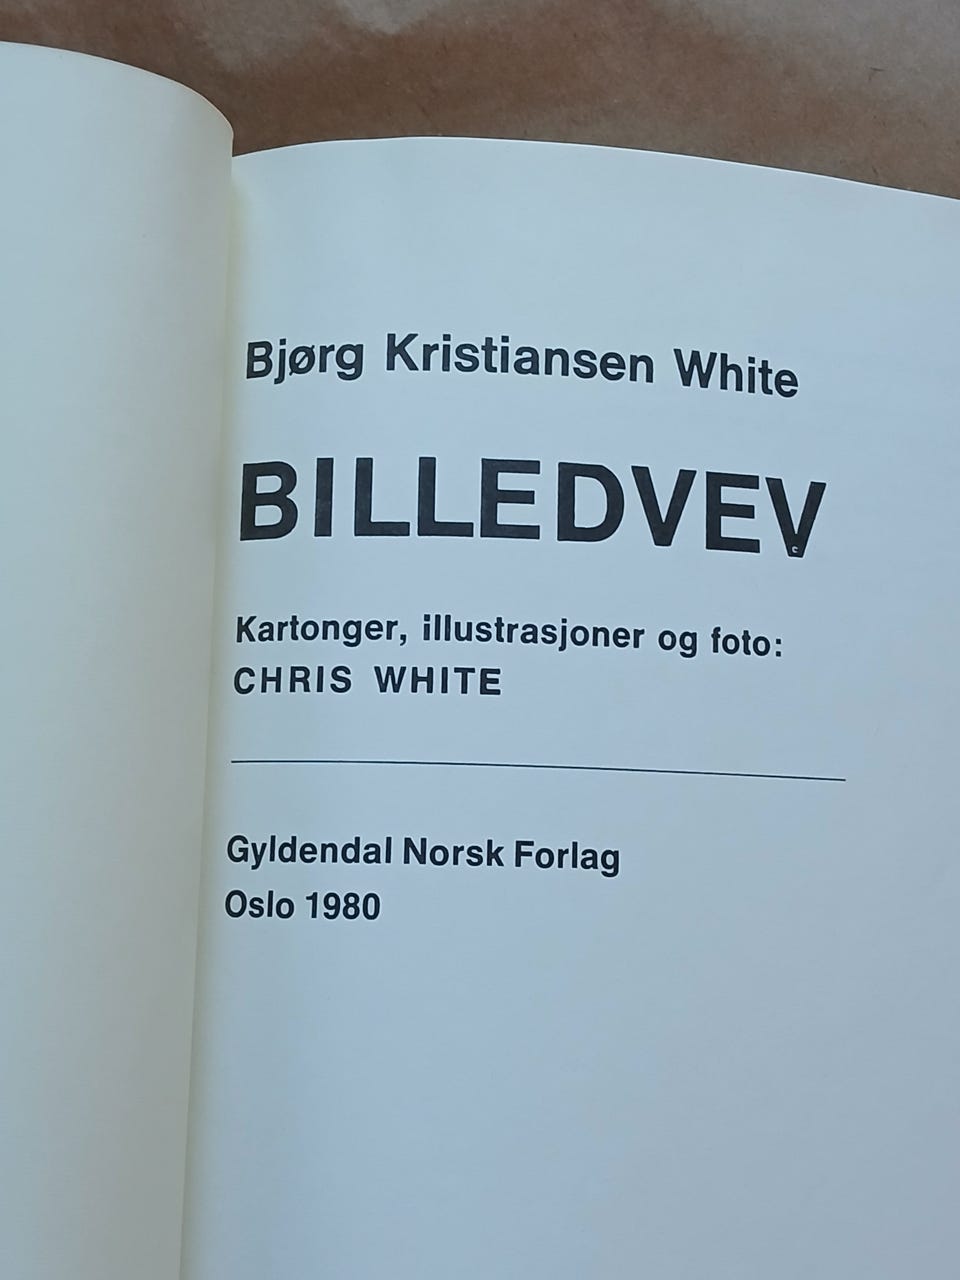 Bjørg Kristiansen White
BILLEDVEV
Kartonger, illustrasjoner og foto:
CHRIS WHITE
Gyldendal Norsk Forlag
Oslo 1980